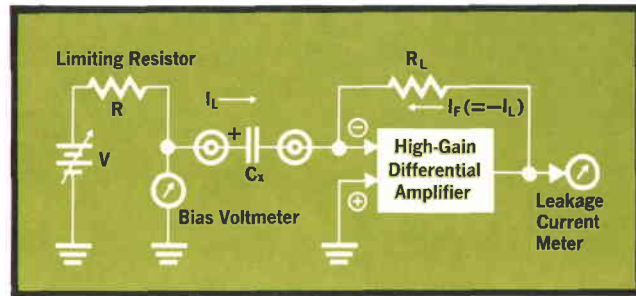 Limiting Resistor
R
V
Bias Voltmeter
I_L
+
C_x
R_L
I_F (=–I_L)
⊖
⊕
High-Gain
Differential
Amplifier
Leakage
Current
Meter